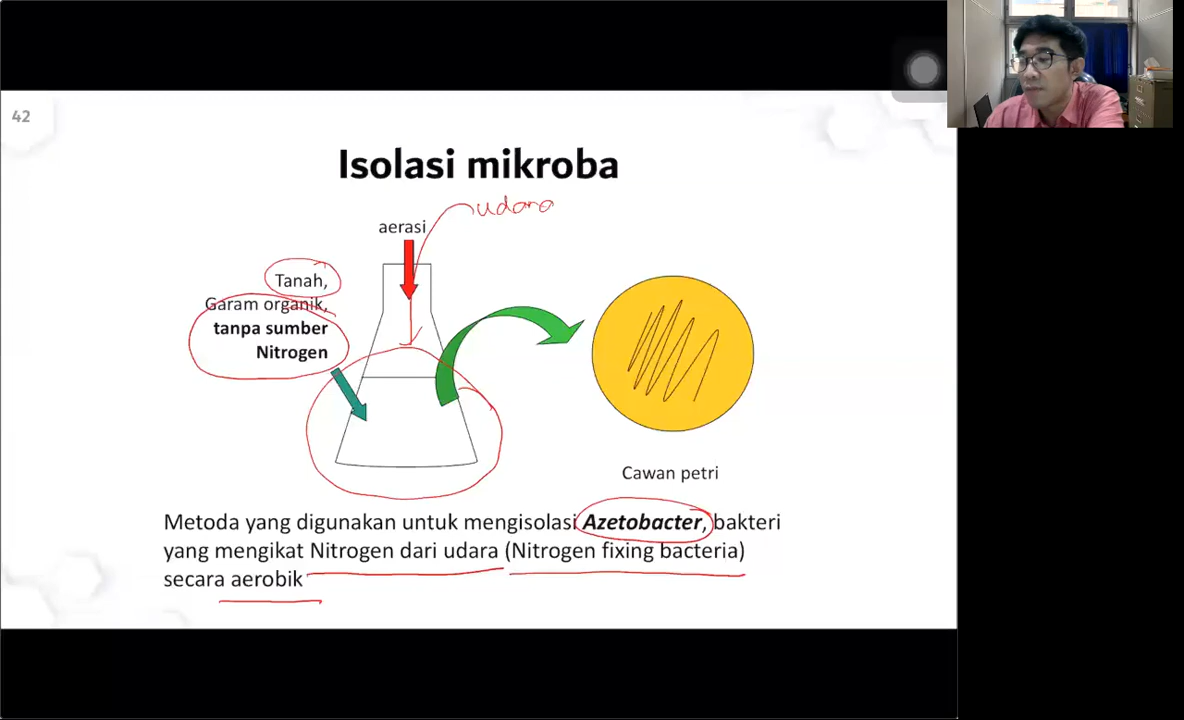 42
Isolasi mikroba
udara
aerasi
Tanah,
Garam organik,
tanpa sumber
Nitrogen
Cawan petri
Metoda yang digunakan untuk mengisolasi Azetobacter, bakteri
yang mengikat Nitrogen dari udara (Nitrogen fixing bacteria)
secara aerobik